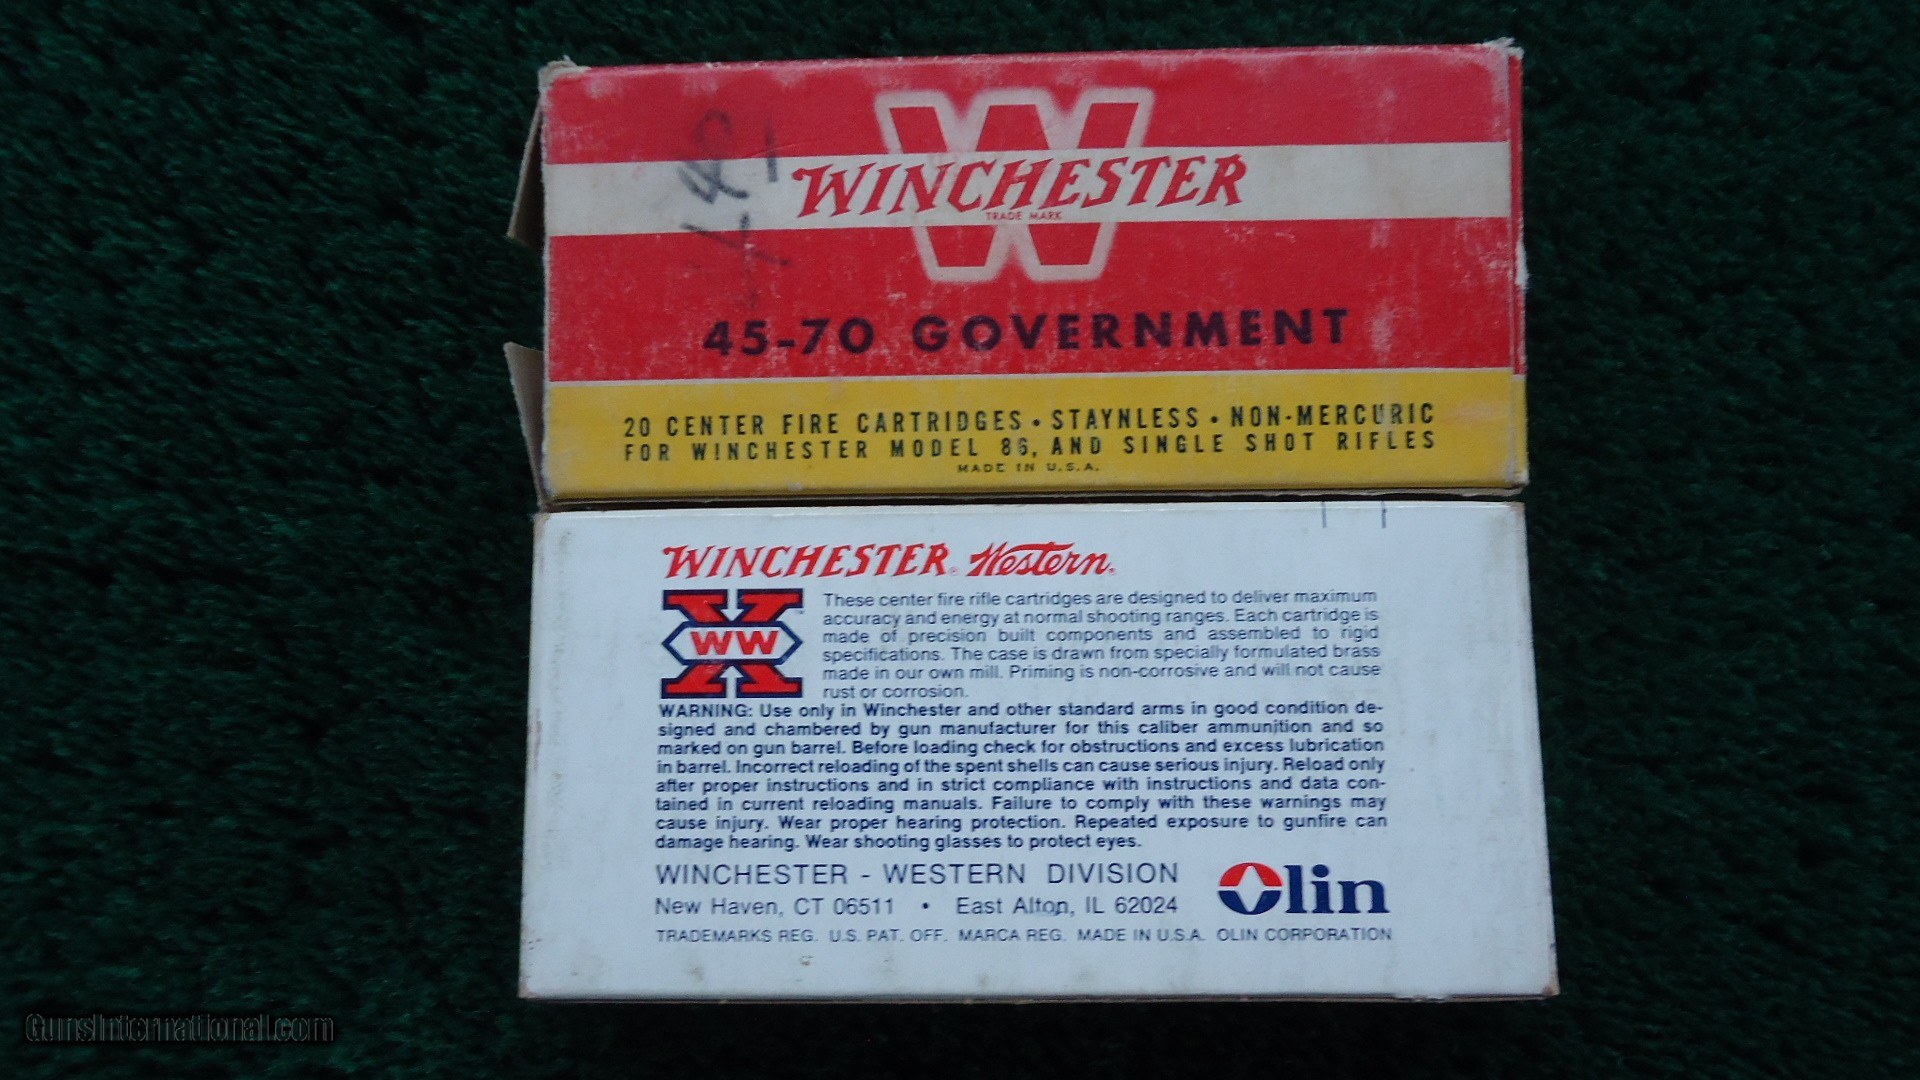 W
WINCHESTER
TRADE MARK
45-70 GOVERNMENT
20 CENTER FIRE CARTRIDGES • STAYNLESS • NON-MERCURIC
FOR WINCHESTER MODEL 86, AND SINGLE SHOT RIFLES
MADE IN U.S.A.
WINCHESTER® Western®
X
WW
These center fire rifle cartridges are designed to deliver maximum
accuracy and energy at normal shooting ranges. Each cartridge is
made of precision built components and assembled to rigid
specifications. The case is drawn from specially formulated brass
made in our own mill. Priming is non-corrosive and will not cause
rust or corrosion.
WARNING: Use only in Winchester and other standard arms in good condition de-
signed and chambered by gun manufacturer for this caliber ammunition and so
marked on gun barrel. Before loading check for obstructions and excess lubrication
in barrel. Incorrect reloading of the spent shells can cause serious injury. Reload only
after proper instructions and in strict compliance with instructions and data con-
tained in current reloading manuals. Failure to comply with these warnings may
cause injury. Wear proper hearing protection. Repeated exposure to gunfire can
damage hearing. Wear shooting glasses to protect eyes.
WINCHESTER - WESTERN DIVISION
New Haven, CT 06511 • East Alton, IL 62024
Olin
TRADEMARKS REG. U.S. PAT. OFF. MARCA REG. MADE IN U.S.A. OLIN CORPORATION
GunsInternational.com